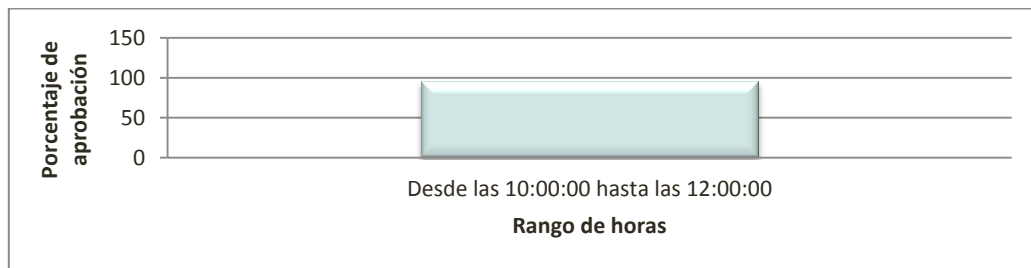 Porcentaje de
aprobación
150
100
50
0
Desde las 10:00:00 hasta las 12:00:00
Rango de horas